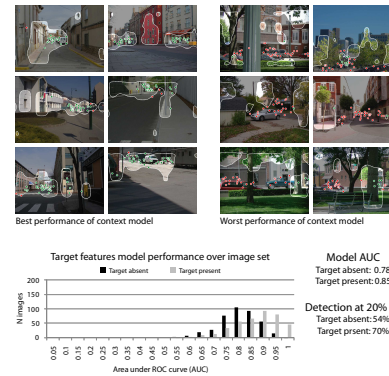 Best performance of context model
Worst performance of context model
Target features model performance over image set
Target absent
Target present
N images
200
150
100
50
0
0.05
0.1
0.15
0.2
0.25
0.3
0.35
0.4
0.45
0.5
0.55
0.6
0.65
0.7
0.75
0.8
0.85
0.9
0.95
1
Area under ROC curve (AUC)
Model AUC
Target absent: 0.78
Target present: 0.85
Detection at 20%
Target absent: 54%
Target prsent: 70%